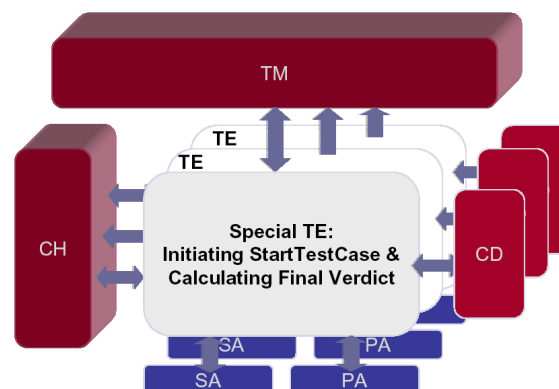 TM
TE
TE
Special TE:
Initiating StartTestCase &
Calculating Final Verdict
CH
CD
SA
PA
SA
PA